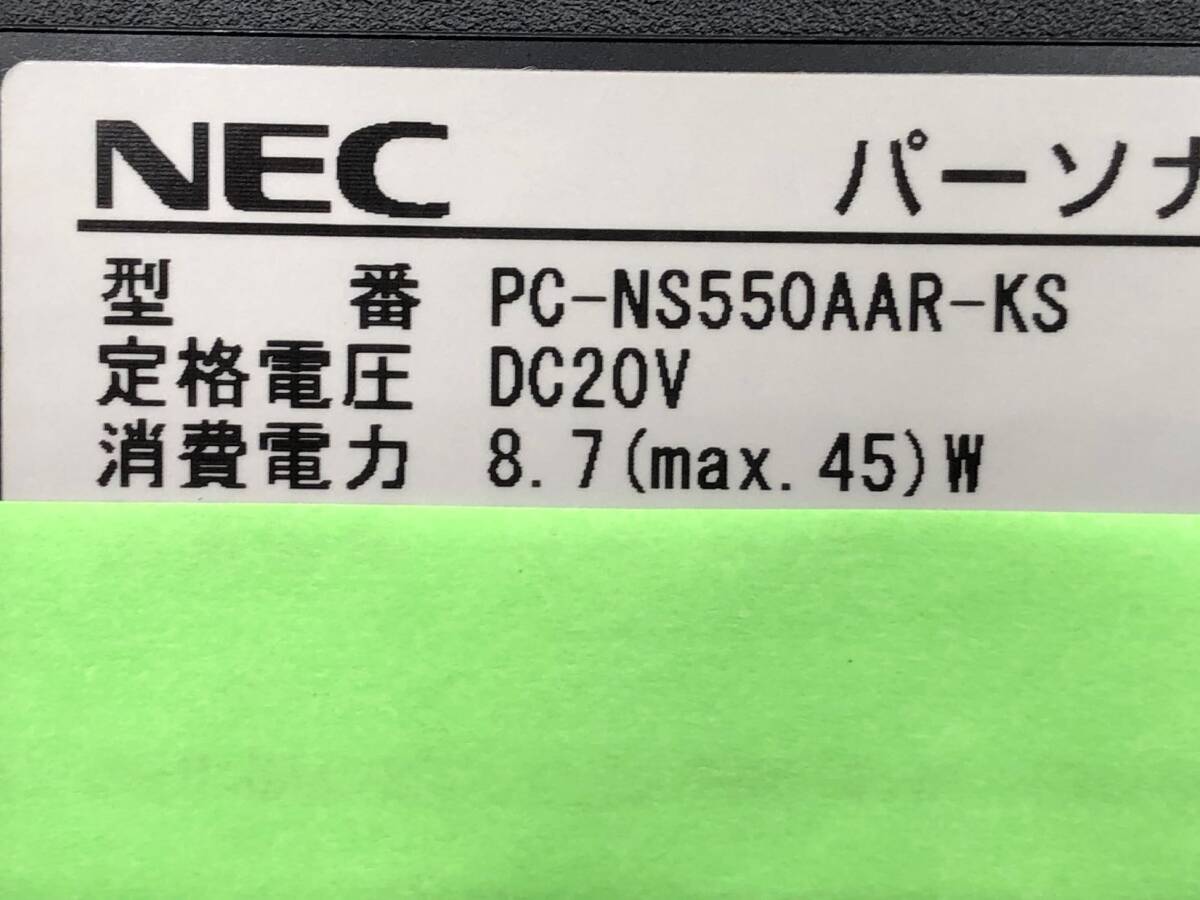 NEC パーソナ
型番 PC-NS550AAR-KS
定格電圧 DC20V
消費電力 8.7(max.45)W